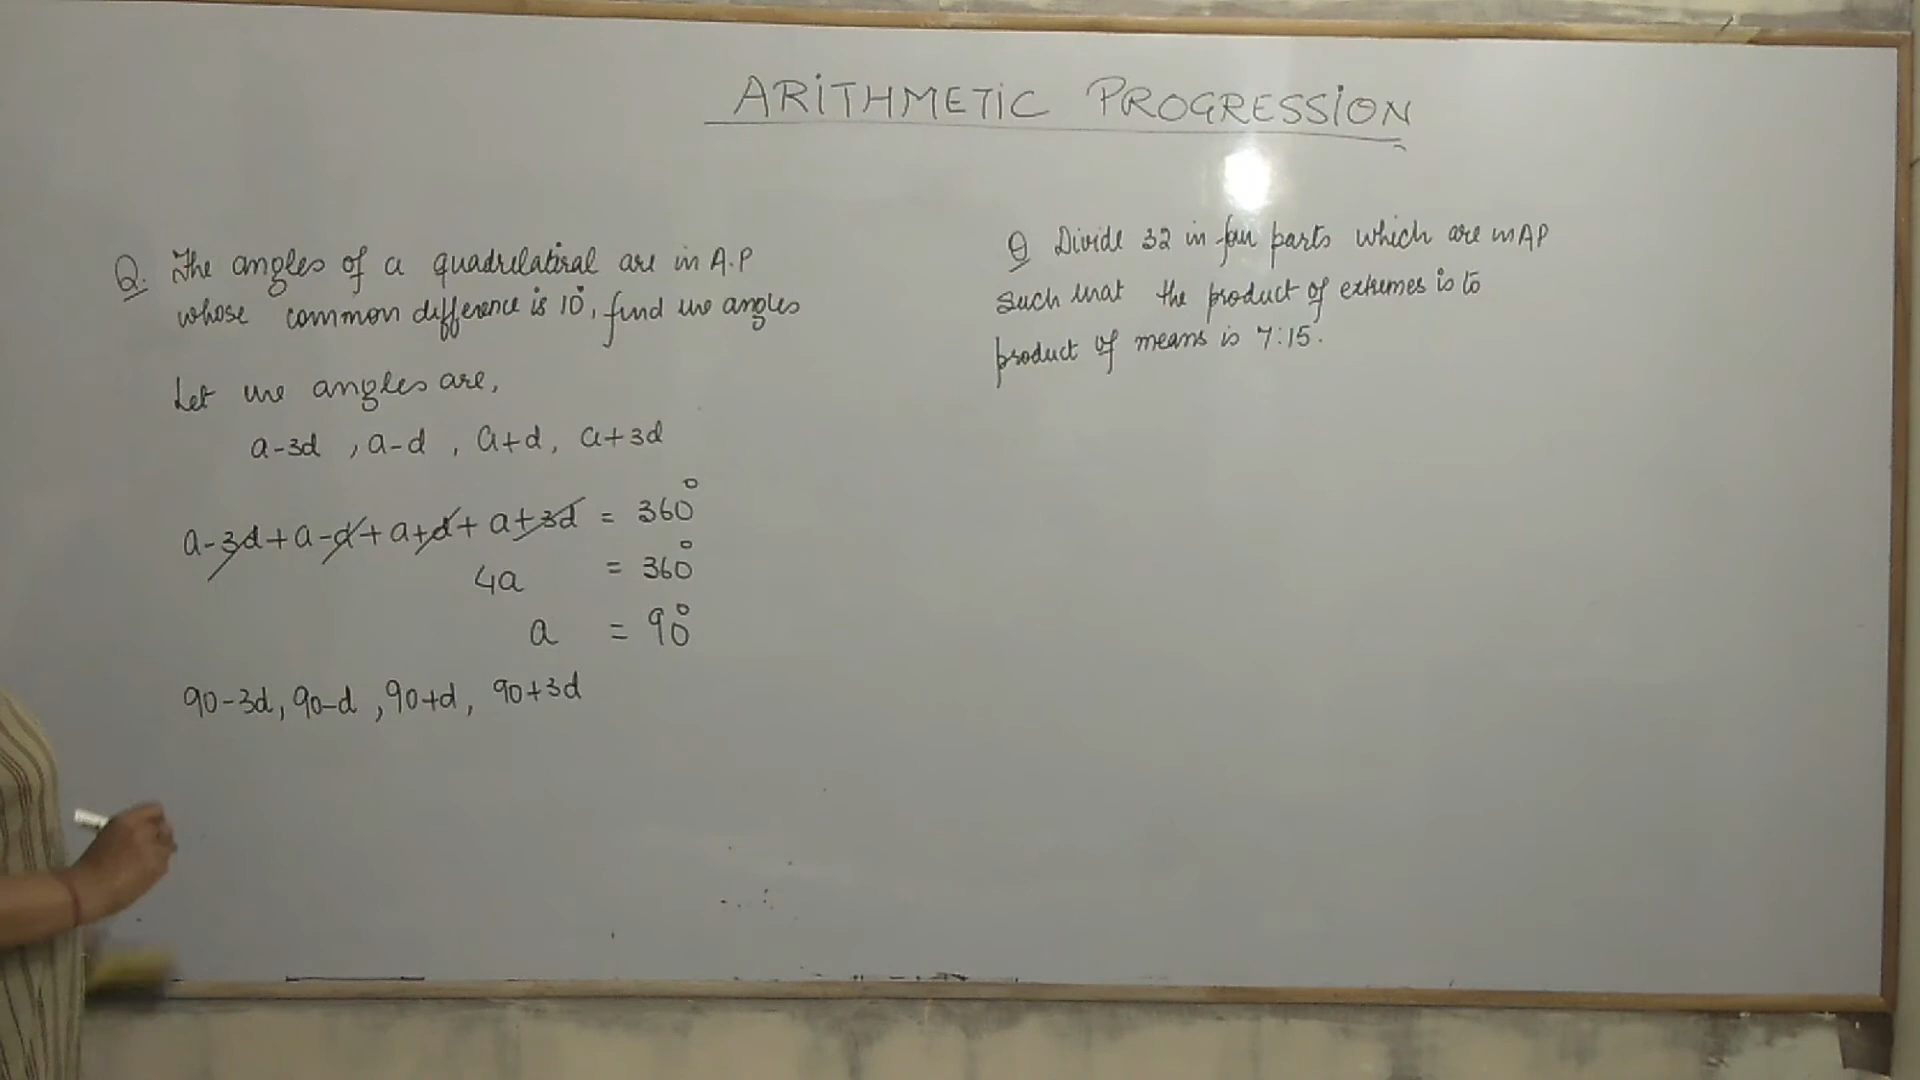 ARITHMETIC PROGRESSION
Q. The angles of a quadrilatiral are in A.P
whose common difference is 10°, find the angles
Let the angles are,
a-3d , a-d , a+d, a+3d
a-3d+a-d+a+d+a+3d = 360°
4a = 360°
a = 90°
90-3d, 90-d , 90+d, 90+3d
Q Divide 32 in four parts which are in AP
such that the product of extremes is to
product of means is 7:15.